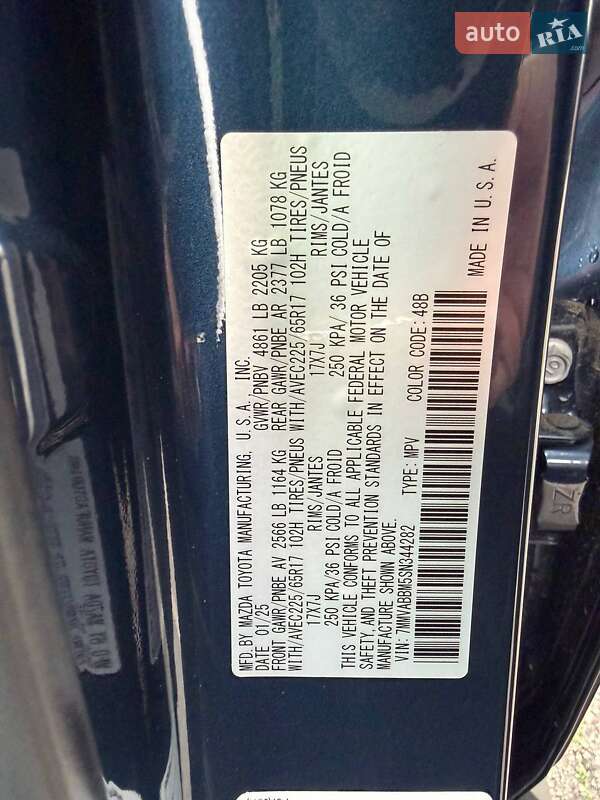 auto RIA.com
MFD. BY MAZDA TOYOTA MANUFACTURING, U.S.A., INC.
DATE 01/25 GVWR/PNBV 4861 LB 2205 KG
FRONT GAWR/PNBE AV 2566 LB 1164 KG REAR GAWR/PNBE AR 2377 LB 1078 KG
WITH/AVEC225/65R17 102H TIRES/PNEUS WITH/AVEC225/65R17 102H TIRES/PNEUS
17X7J RIMS/JANTES 17X7J RIMS/JANTES
250 KPA/36 PSI COLD/A FROID 250 KPA/ 36 PSI COLD/A FROID
THIS VEHICLE CONFORMS TO ALL APPLICABLE FEDERAL MOTOR VEHICLE
SAFETY AND THEFT PREVENTION STANDARDS IN EFFECT ON THE DATE OF
MANUFACTURE SHOWN ABOVE.
VIN: 7MMVABBM5SN344282 TYPE: MPV COLOR CODE: 48B
MADE IN U.S.A.
ZR